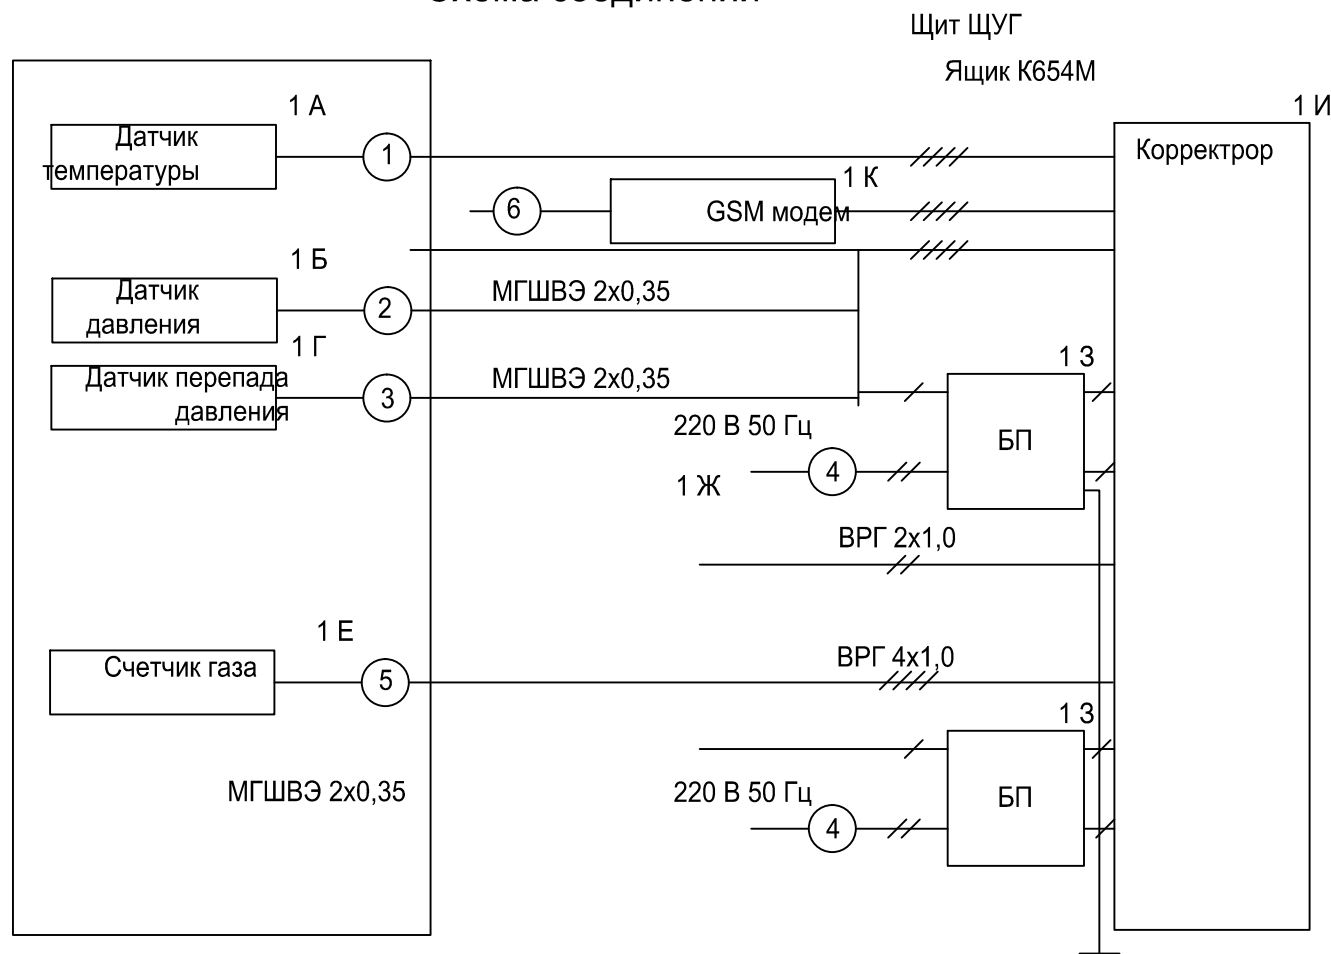 Схема соединений
Щит ЩУГ
Ящик К654М
1 А
1 И
Датчик
температуры
1
Корректрор
1 К
6
GSM модем
1 Б
Датчик
давления
2
МГШВЭ 2х0,35
1 Г
Датчик перепада
давления
3
МГШВЭ 2х0,35
1 З
220 В 50 Гц
БП
4
1 Ж
ВРГ 2х1,0
1 Е
Счетчик газа
5
ВРГ 4х1,0
1 З
МГШВЭ 2х0,35
220 В 50 Гц
БП
4